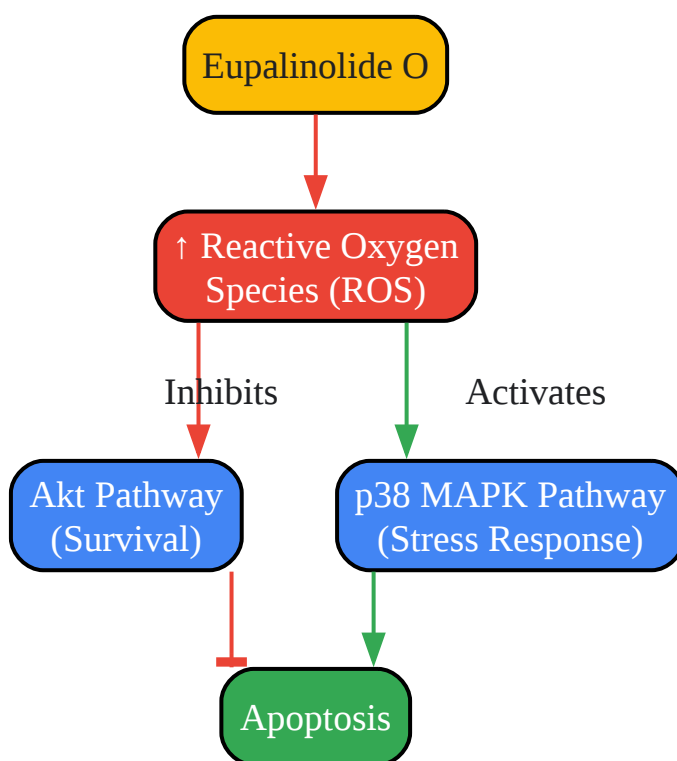 Eupalinolide O
↑ Reactive Oxygen
Species (ROS)
Inhibits
Activates
Akt Pathway
(Survival)
p38 MAPK Pathway
(Stress Response)
Apoptosis